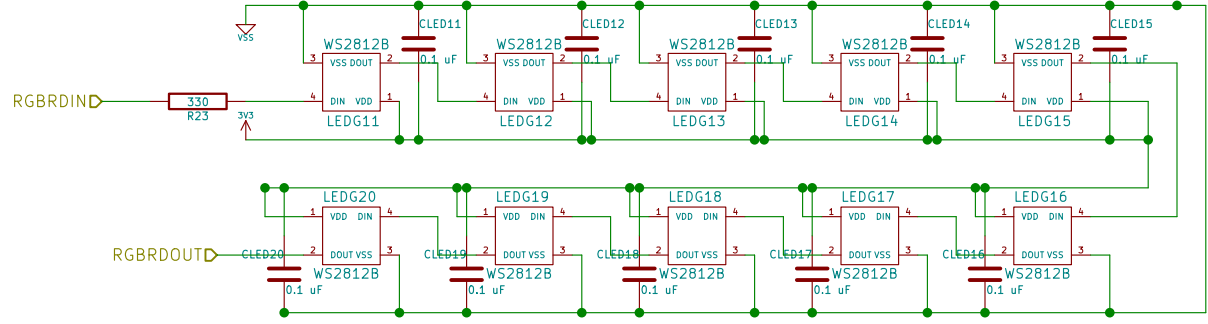 VSS
CLED11 CLED12 CLED13 CLED14 CLED15
WS2812B WS2812B WS2812B WS2812B WS2812B
3 VSS DOUT 2 0.1 uF 3 VSS DOUT 2 0.1 uF 3 VSS DOUT 2 0.1 uF 3 VSS DOUT 2 0.1 uF 3 VSS DOUT 2 0.1 uF
RGBRDIN 330 4 DIN VDD 1 4 DIN VDD 1 4 DIN VDD 1 4 DIN VDD 1 4 DIN VDD 1
R23 3V3 LEDG11 LEDG12 LEDG13 LEDG14 LEDG15
LEDG20 LEDG19 LEDG18 LEDG17 LEDG16
1 VDD DIN 4 1 VDD DIN 4 1 VDD DIN 4 1 VDD DIN 4 1 VDD DIN 4
RGBRDOUT CLED20 2 DOUT VSS 3 CLED19 2 DOUT VSS 3 CLED18 2 DOUT VSS 3 CLED17 2 DOUT VSS 3 CLED16 2 DOUT VSS 3
WS2812B WS2812B WS2812B WS2812B WS2812B
0.1 uF 0.1 uF 0.1 uF 0.1 uF 0.1 uF